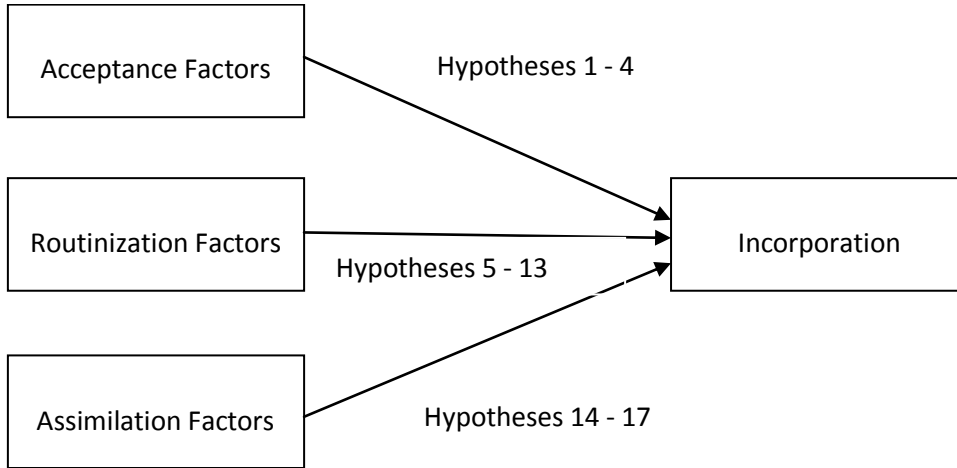 Acceptance Factors
Hypotheses 1 - 4
Routinization Factors
Incorporation
Hypotheses 5 - 13
Assimilation Factors
Hypotheses 14 - 17